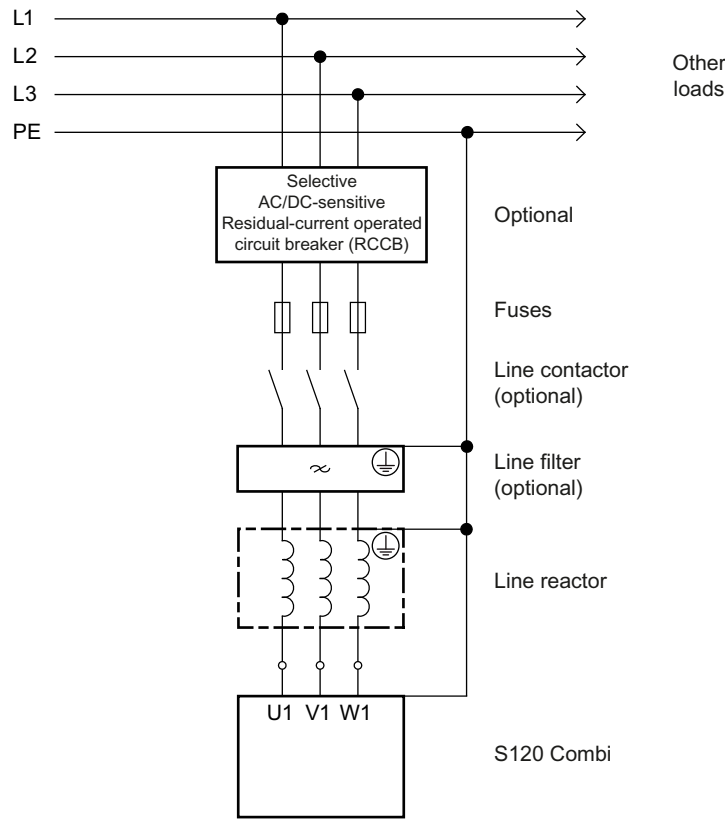 L1
L2
L3
PE
Other
loads
Selective
AC/DC-sensitive
Residual-current operated
circuit breaker (RCCB)
Optional
Fuses
Line contactor
(optional)
Line filter
(optional)
Line reactor
U1 V1 W1
S120 Combi